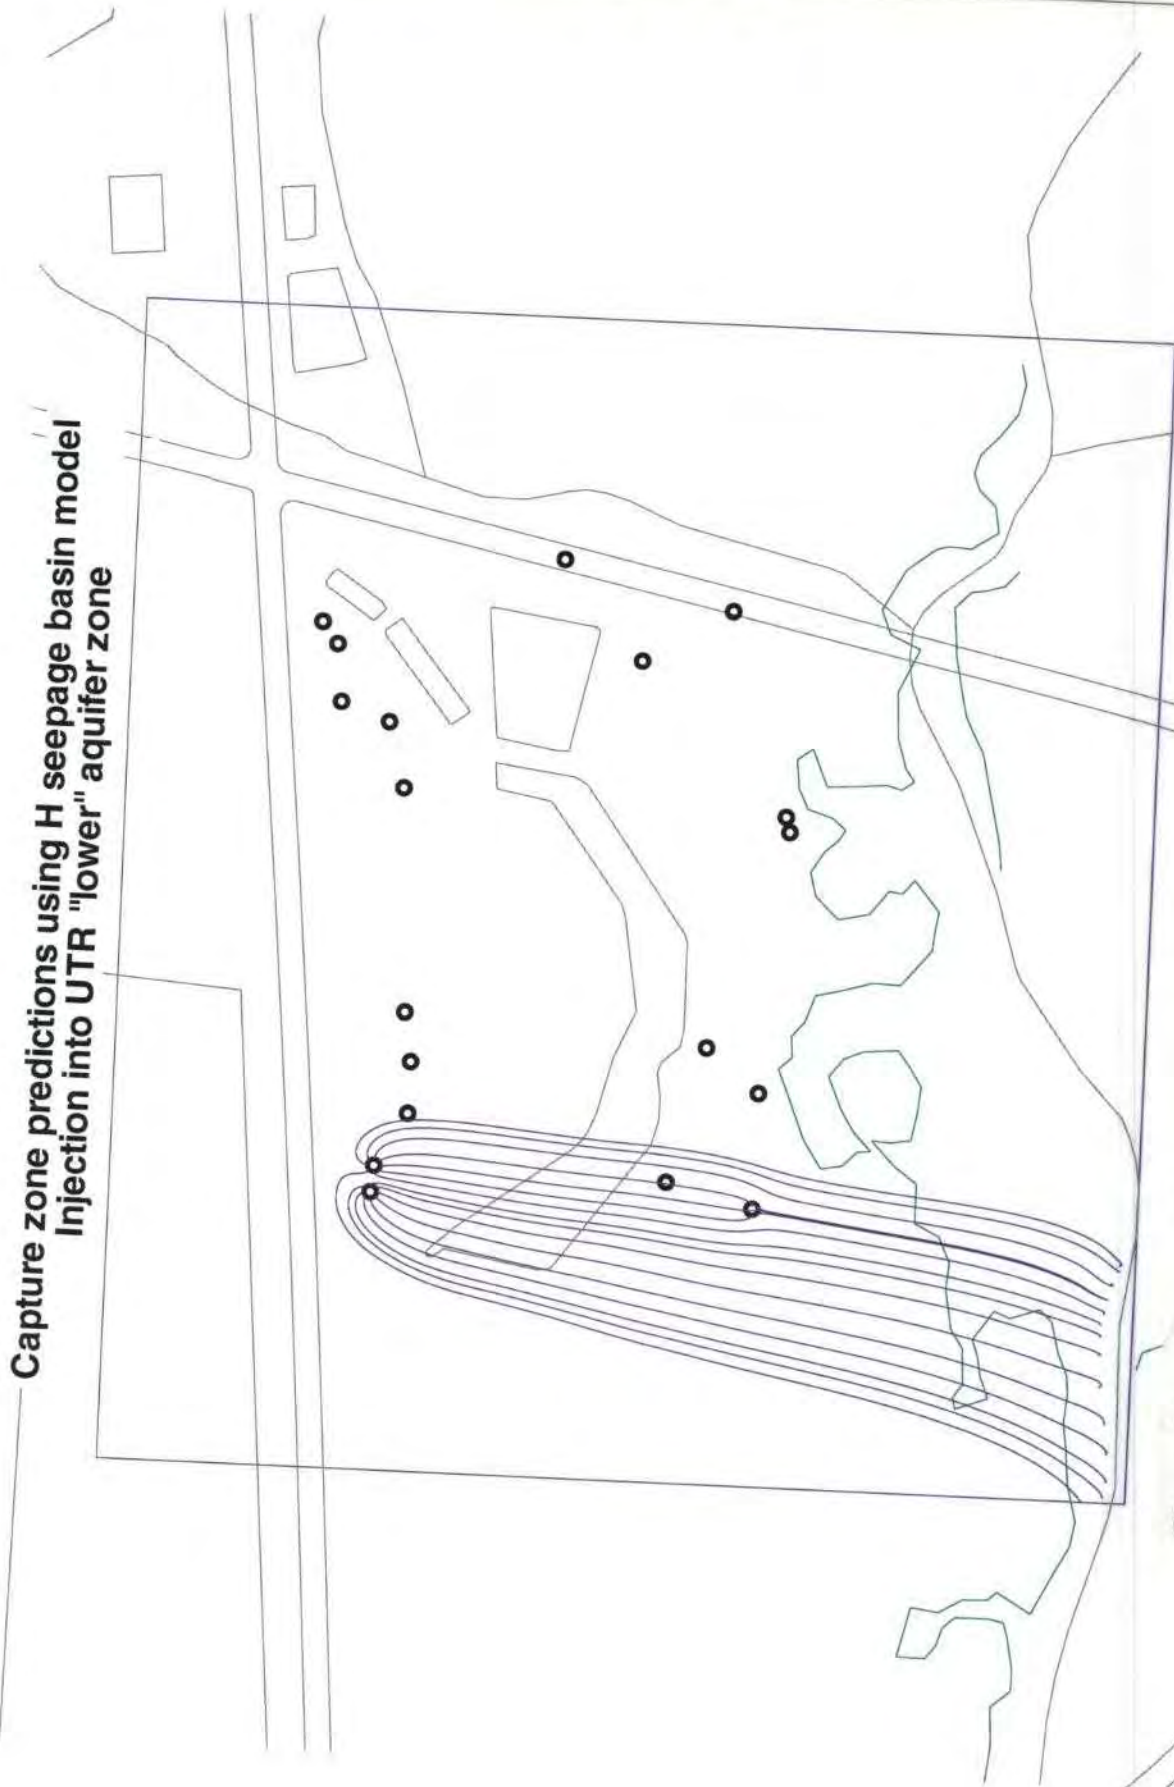 Capture zone predictions using H seepage basin model
Injection into UTR "lower" aquifer zone